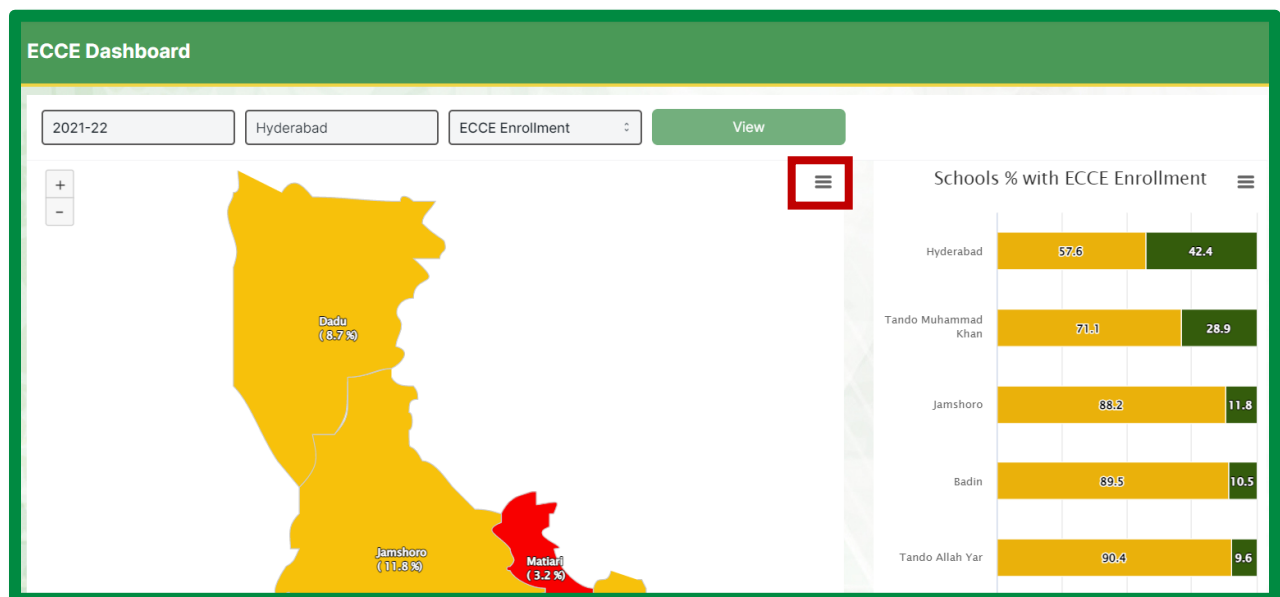 ECCE Dashboard
2021-22
Hyderabad
ECCE Enrollment
View
+
−
Dadu
( 8.7 %)
Jamshoro
( 11.8 %)
Matiari
( 3.2 %)
Schools % with ECCE Enrollment
Hyderabad
57.6
42.4
Tando Muhammad
Khan
71.1
28.9
Jamshoro
88.2
11.8
Badin
89.5
10.5
Tando Allah Yar
90.4
9.6